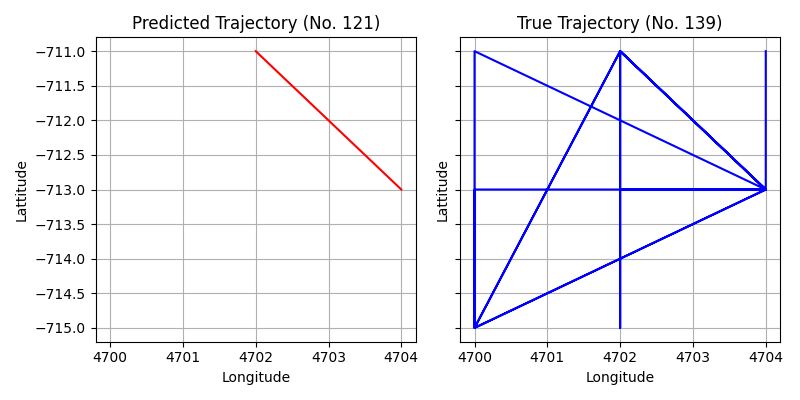 Predicted Trajectory (No. 121)
True Trajectory (No. 139)
Lattitude
−711.0
−711.5
−712.0
−712.5
−713.0
−713.5
−714.0
−714.5
−715.0
4700 4701 4702 4703 4704
Longitude
Lattitude
4700 4701 4702 4703 4704
Longitude